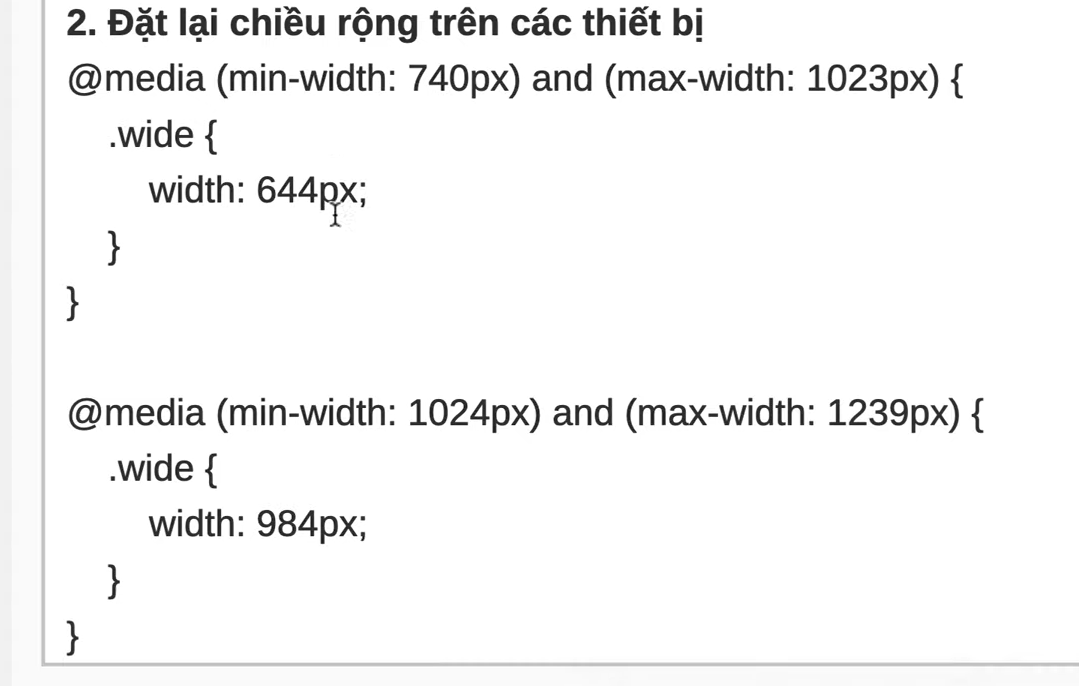 2. Đặt lại chiều rộng trên các thiết bị
@media (min-width: 740px) and (max-width: 1023px) {
.wide {
width: 644px;
}
}
@media (min-width: 1024px) and (max-width: 1239px) {
.wide {
width: 984px;
}
}